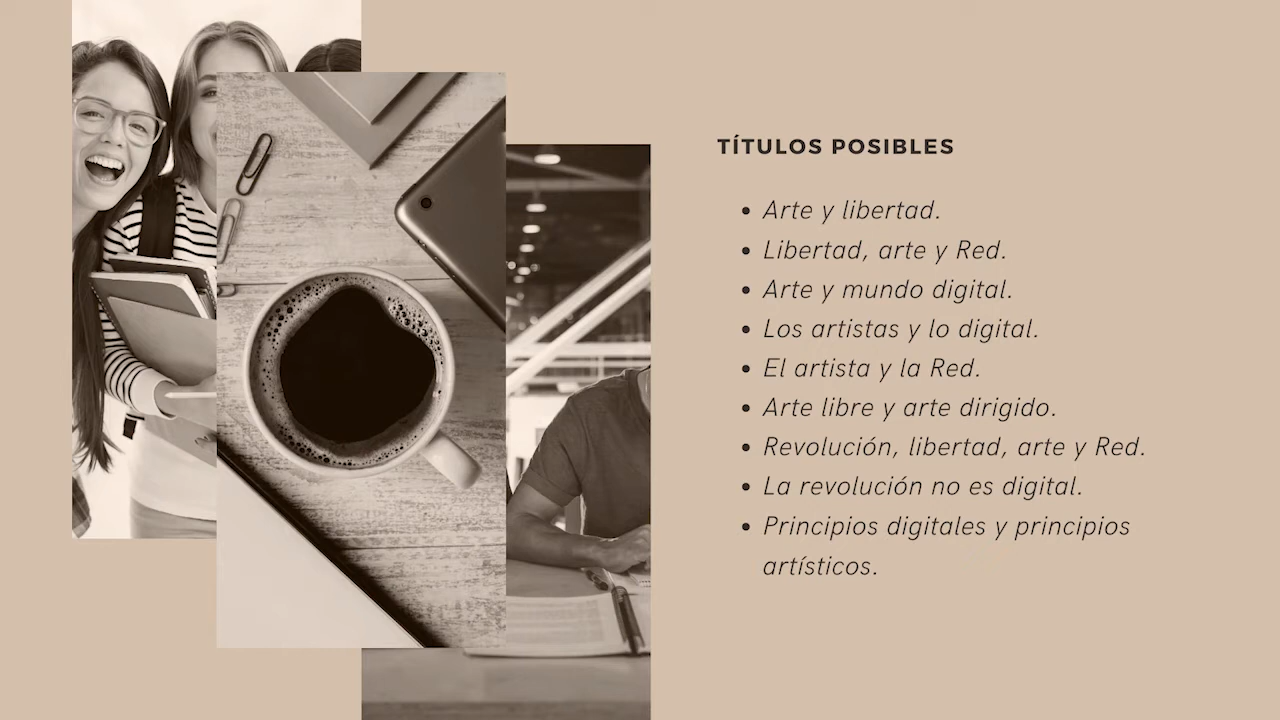 TÍTULOS POSIBLES
• Arte y libertad.
• Libertad, arte y Red.
• Arte y mundo digital.
• Los artistas y lo digital.
• El artista y la Red.
• Arte libre y arte dirigido.
• Revolución, libertad, arte y Red.
• La revolución no es digital.
• Principios digitales y principios
artísticos.